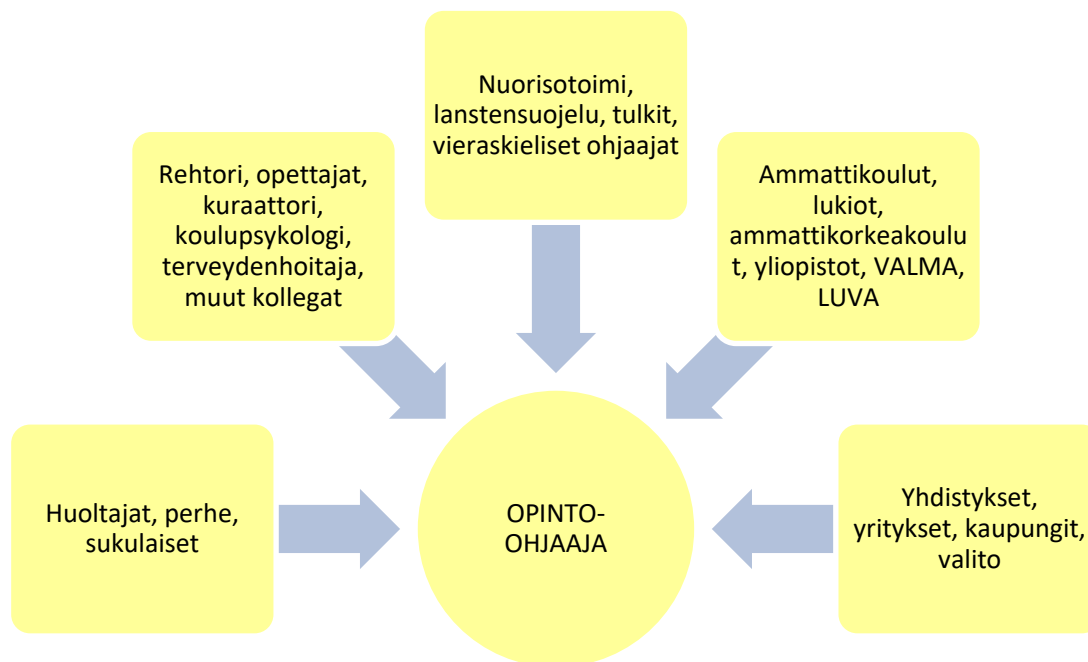 Nuorisotoimi,
lanstensuojelu, tulkit,
vieraskieliset ohjaajat
Rehtori, opettajat,
kuraattori,
koulupsykologi,
terveydenhoitaja,
muut kollegat
Ammattikoulut,
lukiot,
ammattikorkeakoulu
t, yliopistot, VALMA,
LUVA
Huoltajat, perhe,
sukulaiset
OPINTO-
OHJAAJA
Yhdistykset,
yritykset, kaupungit,
valito